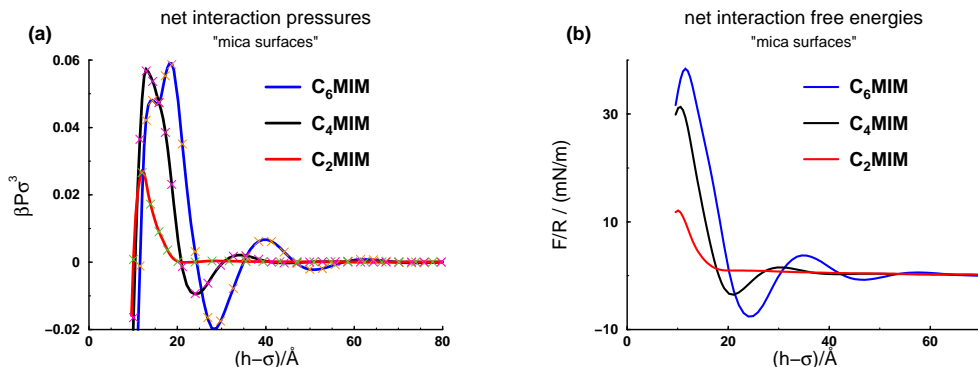 net interaction pressures
"mica surfaces"
(a)
0.06
0.04
0.02
0
−0.02
βPσ³
0
20
40
60
80
(h−σ)/Å
C₆MIM
C₄MIM
C₂MIM
net interaction free energies
"mica surfaces"
(b)
30
10
−10
F/R / (mN/m)
0
20
40
60
(h−σ)/Å
C₆MIM
C₄MIM
C₂MIM